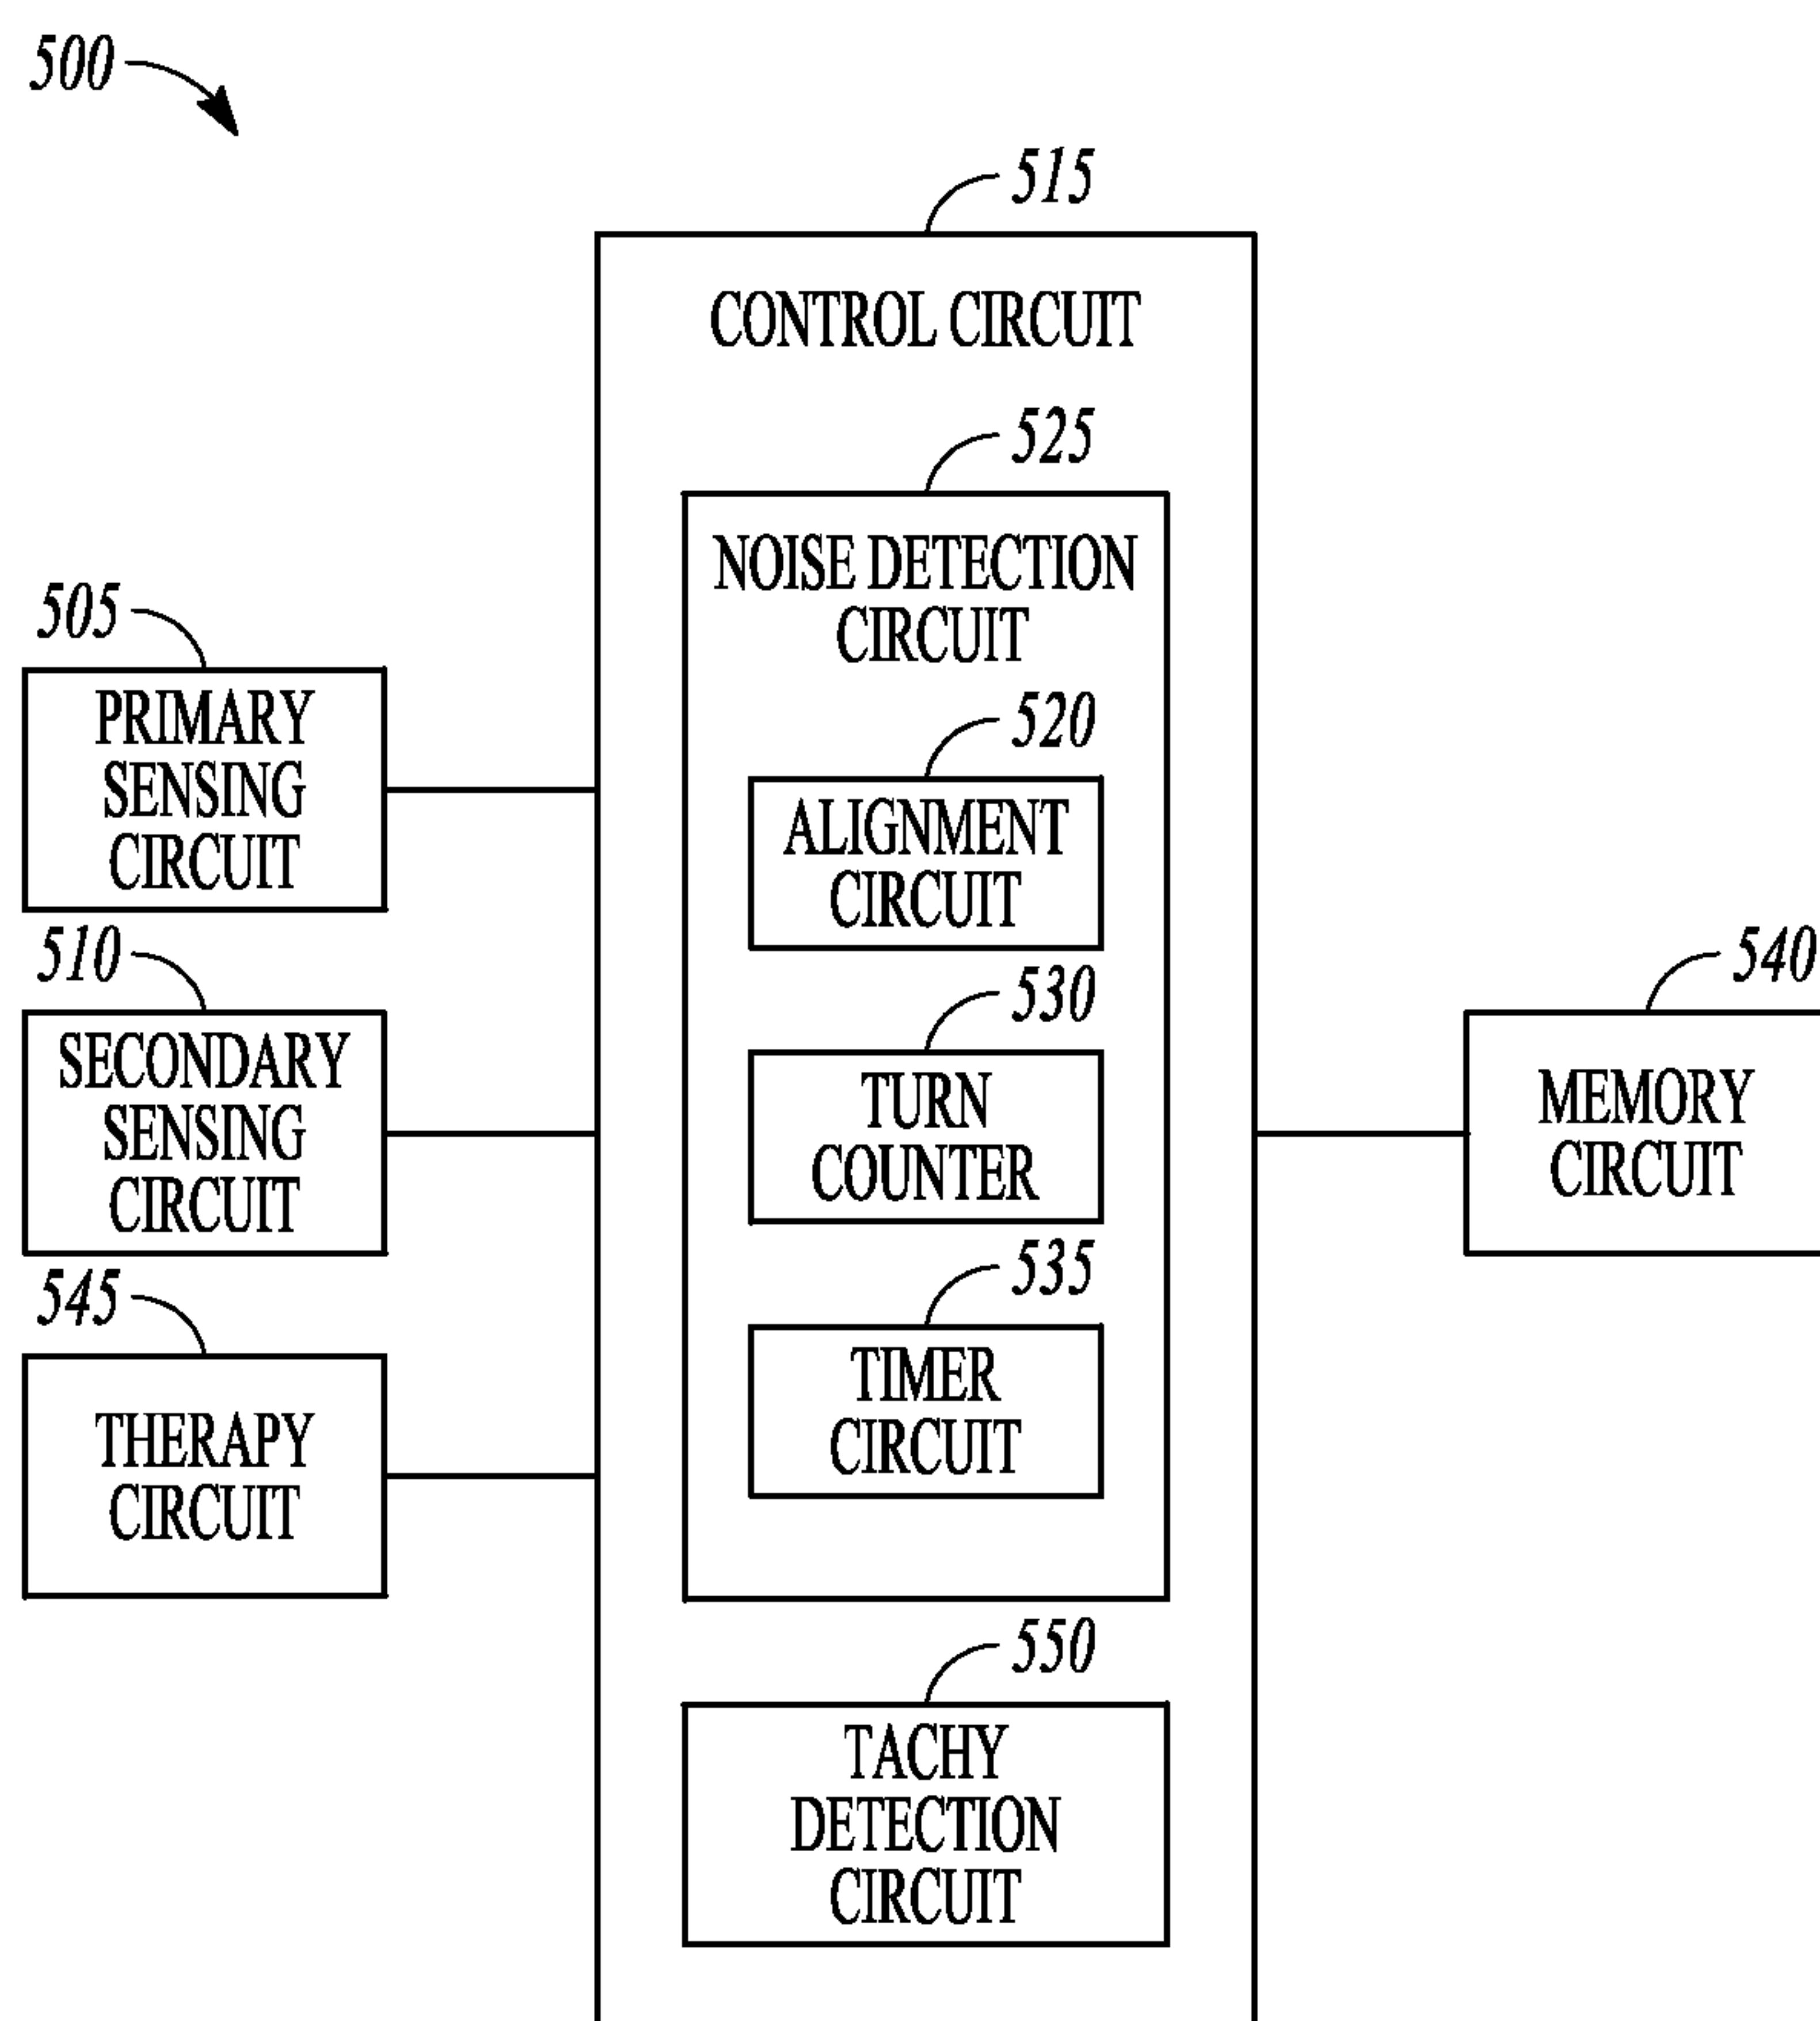 500
515
CONTROL CIRCUIT
525
NOISE DETECTION
CIRCUIT
505
PRIMARY
SENSING
CIRCUIT
520
ALIGNMENT
CIRCUIT
510
SECONDARY
SENSING
CIRCUIT
530
TURN
COUNTER
540
MEMORY
CIRCUIT
545
THERAPY
CIRCUIT
535
TIMER
CIRCUIT
550
TACHY
DETECTION
CIRCUIT